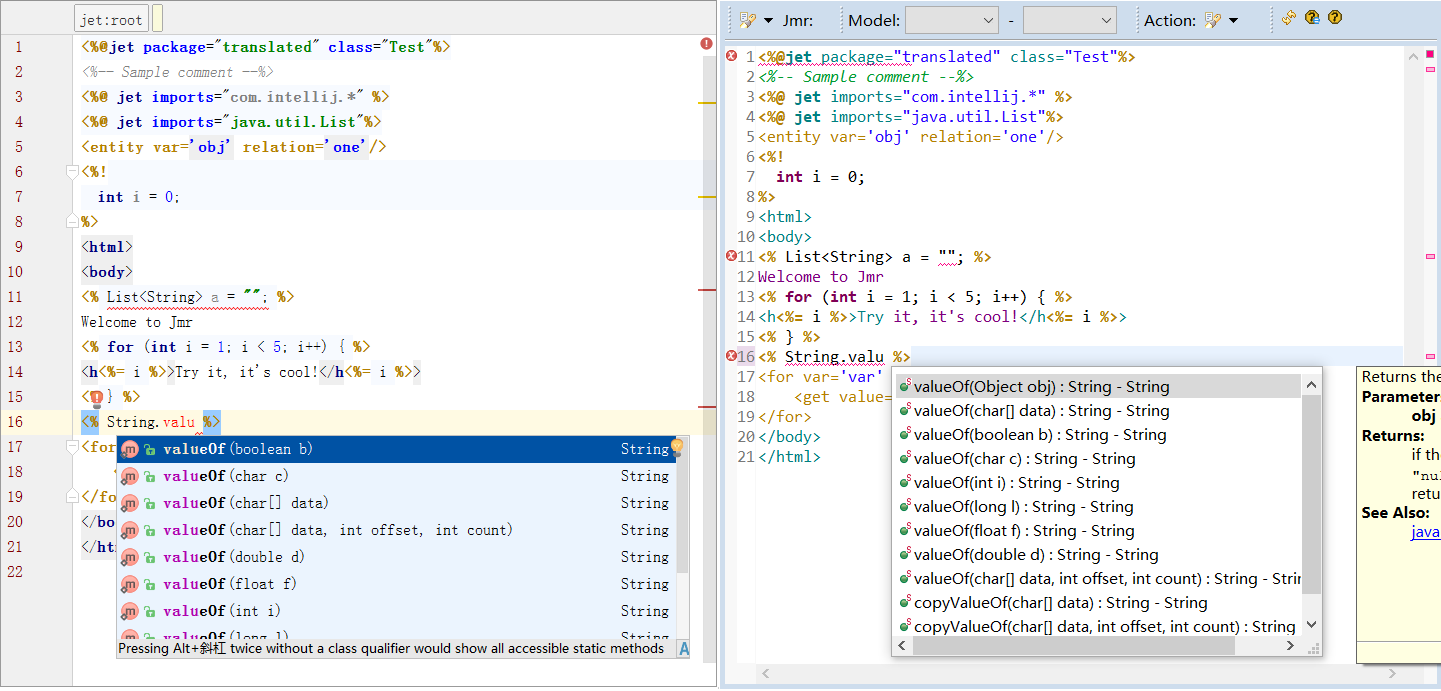 jet:root
1 <%@jet package="translated" class="Test"%>
2 <%-- Sample comment --%>
3 <%@ jet imports="com.intellij.*" %>
4 <%@ jet imports="java.util.List"%>
5 <entity var='obj' relation='one'/>
6 <%!
7 int i = 0;
8 %>
9 <html>
10 <body>
11 <% List<String> a = ""; %>
12 Welcome to Jmr
13 <% for (int i = 1; i < 5; i++) { %>
14 <h<%= i %>>Try it, it's cool!</h<%= i %>>
15 <% } %>
16 <% String.valu %>
17 <for
18
19 </fo
20 </bo
21 </ht
22
valueOf(boolean b) String
valueOf(char c) String
valueOf(char[] data) String
valueOf(char[] data, int offset, int count) String
valueOf(double d) String
valueOf(float f) String
valueOf(int i) String
valueOf(long l) String
Pressing Alt+斜杠 twice without a class qualifier would show all accessible static methods
Jmr: Model: - Action:
1 <%@jet package="translated" class="Test"%>
2 <%-- Sample comment --%>
3 <%@ jet imports="com.intellij.*" %>
4 <%@ jet imports="java.util.List"%>
5 <entity var='obj' relation='one'/>
6 <%!
7 int i = 0;
8 %>
9 <html>
10 <body>
11 <% List<String> a = ""; %>
12 Welcome to Jmr
13 <% for (int i = 1; i < 5; i++) { %>
14 <h<%= i %>>Try it, it's cool!</h<%= i %>>
15 <% } %>
16 <% String.valu %>
17 <for var='var'
18 <get value=
19 </for>
20 </body>
21 </html>
valueOf(Object obj) : String - String
valueOf(char[] data) : String - String
valueOf(boolean b) : String - String
valueOf(char c) : String - String
valueOf(int i) : String - String
valueOf(long l) : String - String
valueOf(float f) : String - String
valueOf(double d) : String - String
valueOf(char[] data, int offset, int count) : String - Strin
copyValueOf(char[] data) : String - String
copyValueOf(char[] data, int offset, int count) : String
Returns the
Parameter
obj
Returns:
if the
"nul
retu
See Also:
java